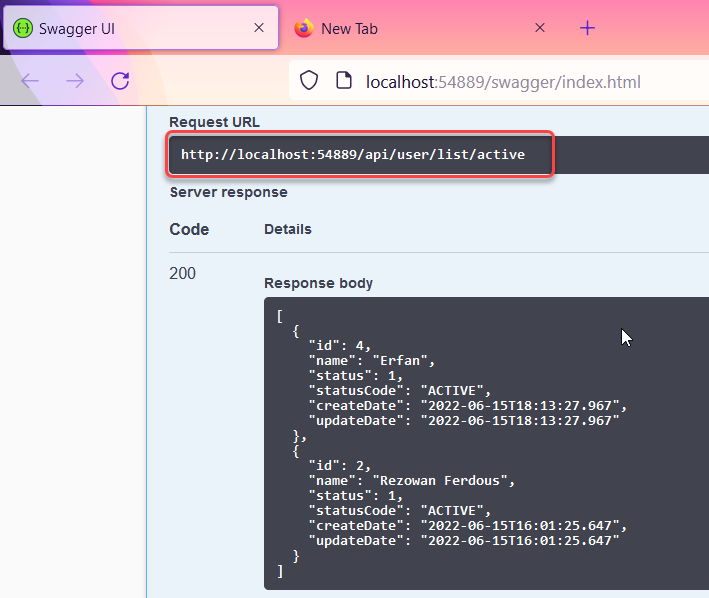 Swagger UI
New Tab
localhost:54889/swagger/index.html
Request URL
http://localhost:54889/api/user/list/active
Server response
Code Details
200
Response body
[
  {
    "id": 4,
    "name": "Erfan",
    "status": 1,
    "statusCode": "ACTIVE",
    "createDate": "2022-06-15T18:13:27.967",
    "updateDate": "2022-06-15T18:13:27.967"
  },
  {
    "id": 2,
    "name": "Rezowan Ferdous",
    "status": 1,
    "statusCode": "ACTIVE",
    "createDate": "2022-06-15T16:01:25.647",
    "updateDate": "2022-06-15T16:01:25.647"
  }
]